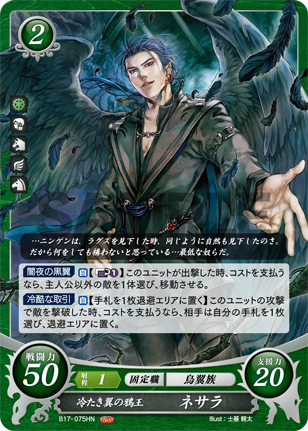 2
…ニンゲンは、ラグズを見下した時、同じように自然も見下したのさ。
だから何をしても構わないと思っている…最低な奴らだ。
闇夜の黒翼 自【1】このユニットが出撃した時、コストを支払うなら、主人公以外の敵を1体選び、移動させる。
冷酷な取引 自【手札を1枚退避エリアに置く】このユニットの攻撃で敵を撃破した時、コストを支払うなら、相手は自分の手札を1枚選び、退避エリアに置く。
戦闘力
50
射程 1 固定職 鳥翼族
支援力
20
冷たき翼の鴉王 ネサラ
B17-075HN
Illust：土基 軽太